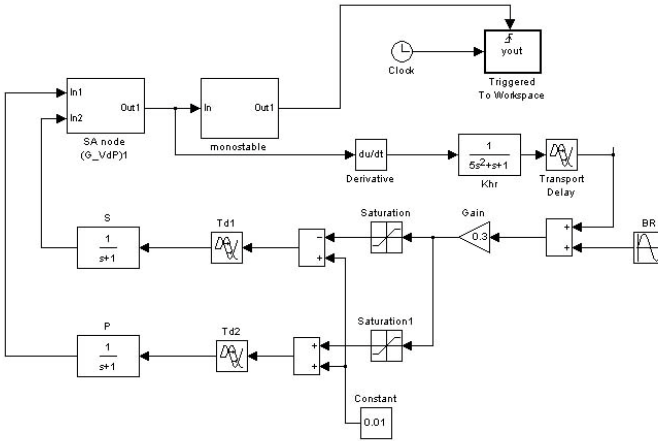 yout
Clock
Triggered
To Workspace
In1
In2
Out1
In
Out1
SA node
(G_VdP)1
monostable
du/dt
Derivative
1
5s²+s+1
Khr
Transport
Delay
S
1
s+1
Td1
−
+
Saturation
Gain
0.3
+
+
BR
P
1
s+1
Td2
+
+
Saturation1
Constant
0.01